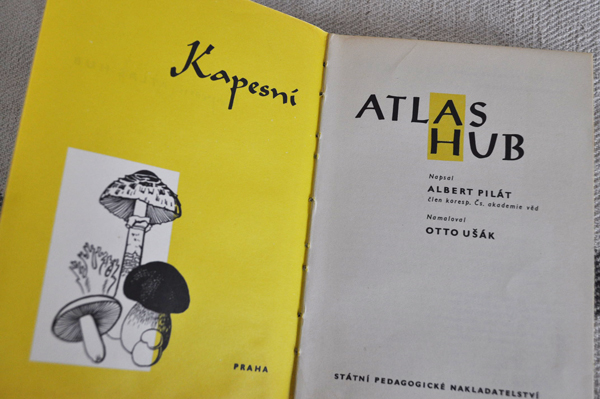 Kapesní
PRAHA
ATLAS
HUB
Napsal
ALBERT PILÁT
člen koresp. Čs. akademie věd
Namaloval
OTTO UŠÁK
STÁTNÍ PEDAGOGICKÉ NAKLADATELSTVÍ